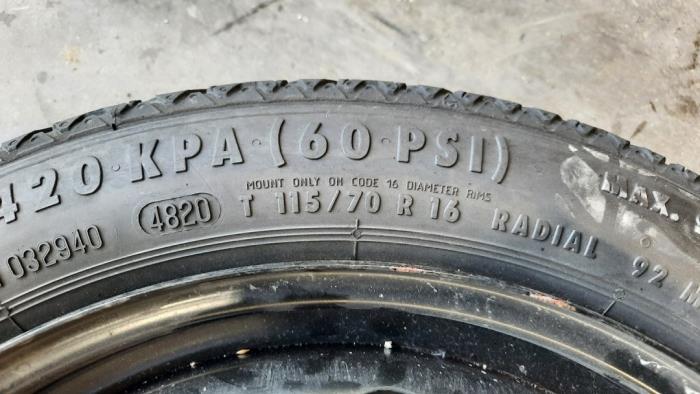 420·KPA·(60·PSI)
MAX.
MOUNT ONLY ON CODE 16 DIAMETER RIMS
032940 4820 T 115/70 R 16 RADIAL 92 M